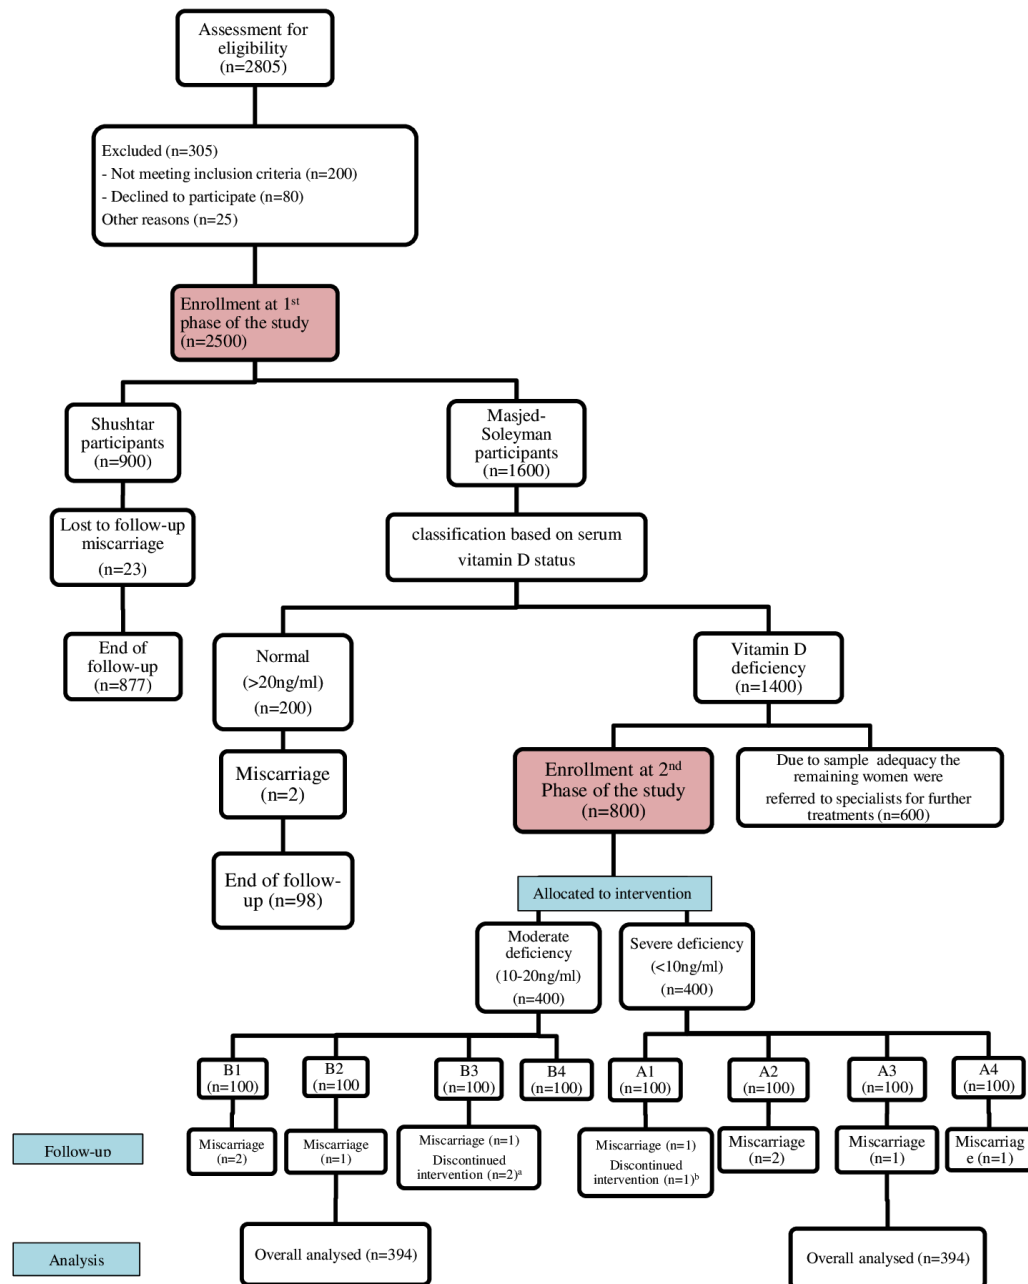 Assessment for
eligibility
(n=2805)
Excluded (n=305)
- Not meeting inclusion criteria (n=200)
- Declined to participate (n=80)
Other reasons (n=25)
Enrollment at 1st
phase of the study
(n=2500)
Shushtar
participants
(n=900)
Masjed-
Soleyman
participants
(n=1600)
Lost to follow-up
miscarriage
(n=23)
classification based on serum
vitamin D status
End of
follow-up
(n=877)
Normal
(>20ng/ml)
(n=200)
Vitamin D
deficiency
(n=1400)
Miscarriage
(n=2)
Enrollment at 2nd
Phase of the study
(n=800)
Due to sample adequacy the
remaining women were
referred to specialists for further
treatments (n=600)
End of follow-
up (n=98)
Allocated to intervention
Moderate
deficiency
(10-20ng/ml)
(n=400)
Severe deficiency
(<10ng/ml)
(n=400)
B1
(n=100)
B2
(n=100
B3
(n=100)
B4
(n=100)
A1
(n=100)
A2
(n=100)
A3
(n=100)
A4
(n=100)
Follow-up
Miscarriage
(n=2)
Miscarriage
(n=1)
Miscarriage (n=1)
Discontinued
intervention (n=2)a
Miscarriage (n=1)
Discontinued
intervention (n=1)b
Miscarriage
(n=2)
Miscarriage
(n=1)
Miscarriag
e (n=1)
Analysis
Overall analysed (n=394)
Overall analysed (n=394)